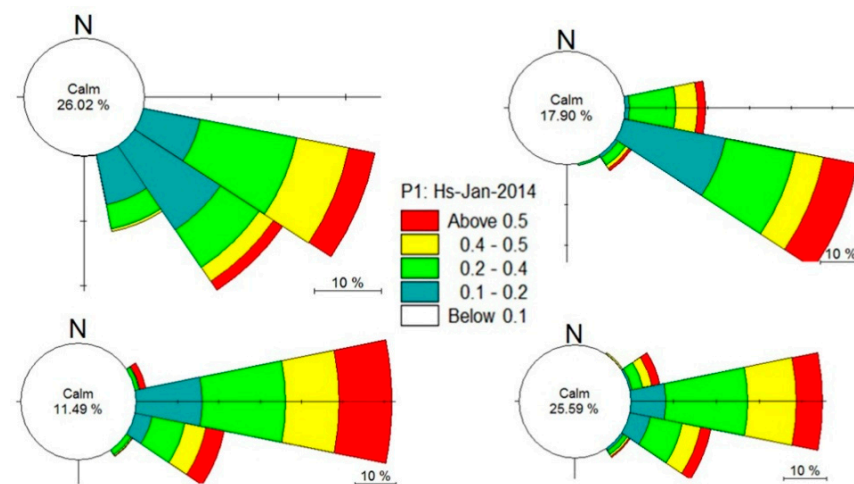 N
Calm
26.02 %
10 %
N
Calm
17.90 %
10 %
P1: Hs-Jan-2014
Above 0.5
0.4 - 0.5
0.2 - 0.4
0.1 - 0.2
Below 0.1
N
Calm
11.49 %
10 %
N
Calm
25.59 %
10 %